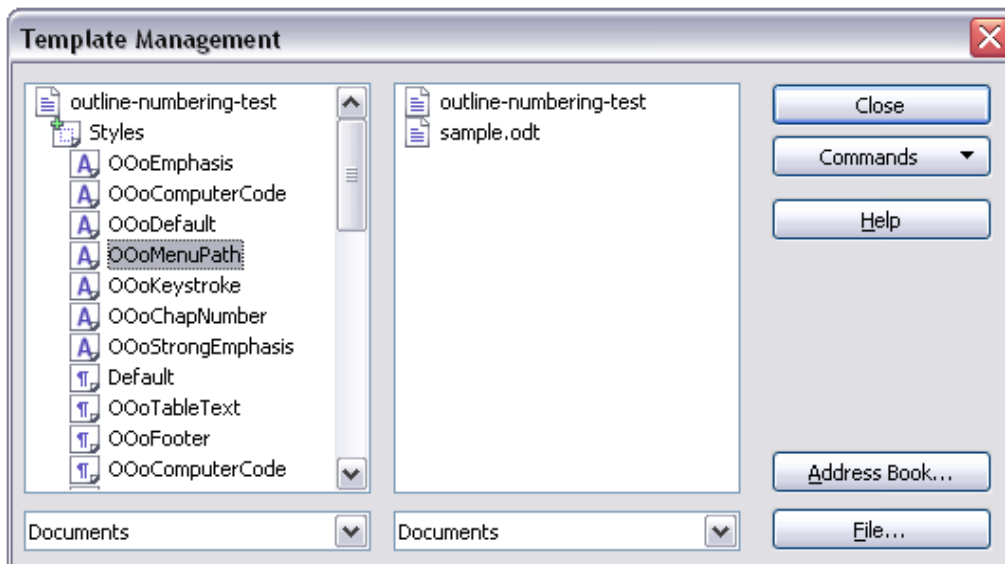 Template Management
outline-numbering-test
Styles
OOoEmphasis
OOoComputerCode
OOoDefault
OOoMenuPath
OOoKeystroke
OOoChapNumber
OOoStrongEmphasis
Default
OOoTableText
OOoFooter
OOoComputerCode
Documents
outline-numbering-test
sample.odt
Documents
Close
Commands
Help
Address Book...
File...